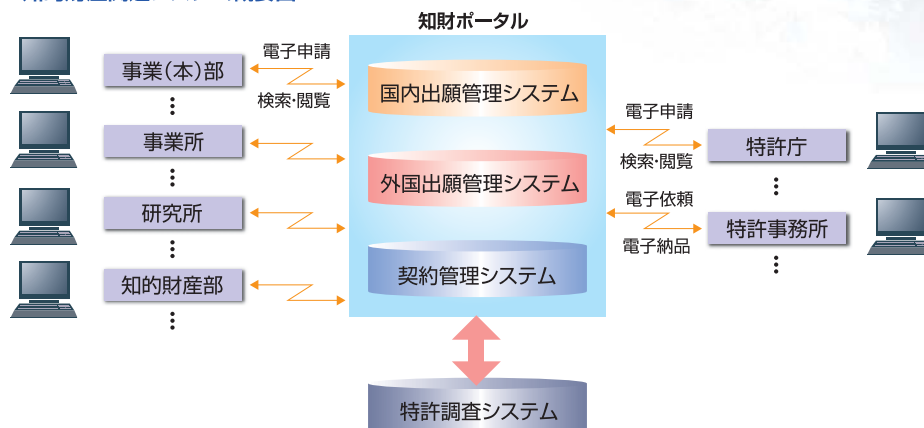 知財ポータル
電子申請
事業(本)部
検索・閲覧
国内出願管理システム
事業所
外国出願管理システム
研究所
契約管理システム
知的財産部
電子申請
特許庁
検索・閲覧
電子依頼
特許事務所
電子納品
特許調査システム